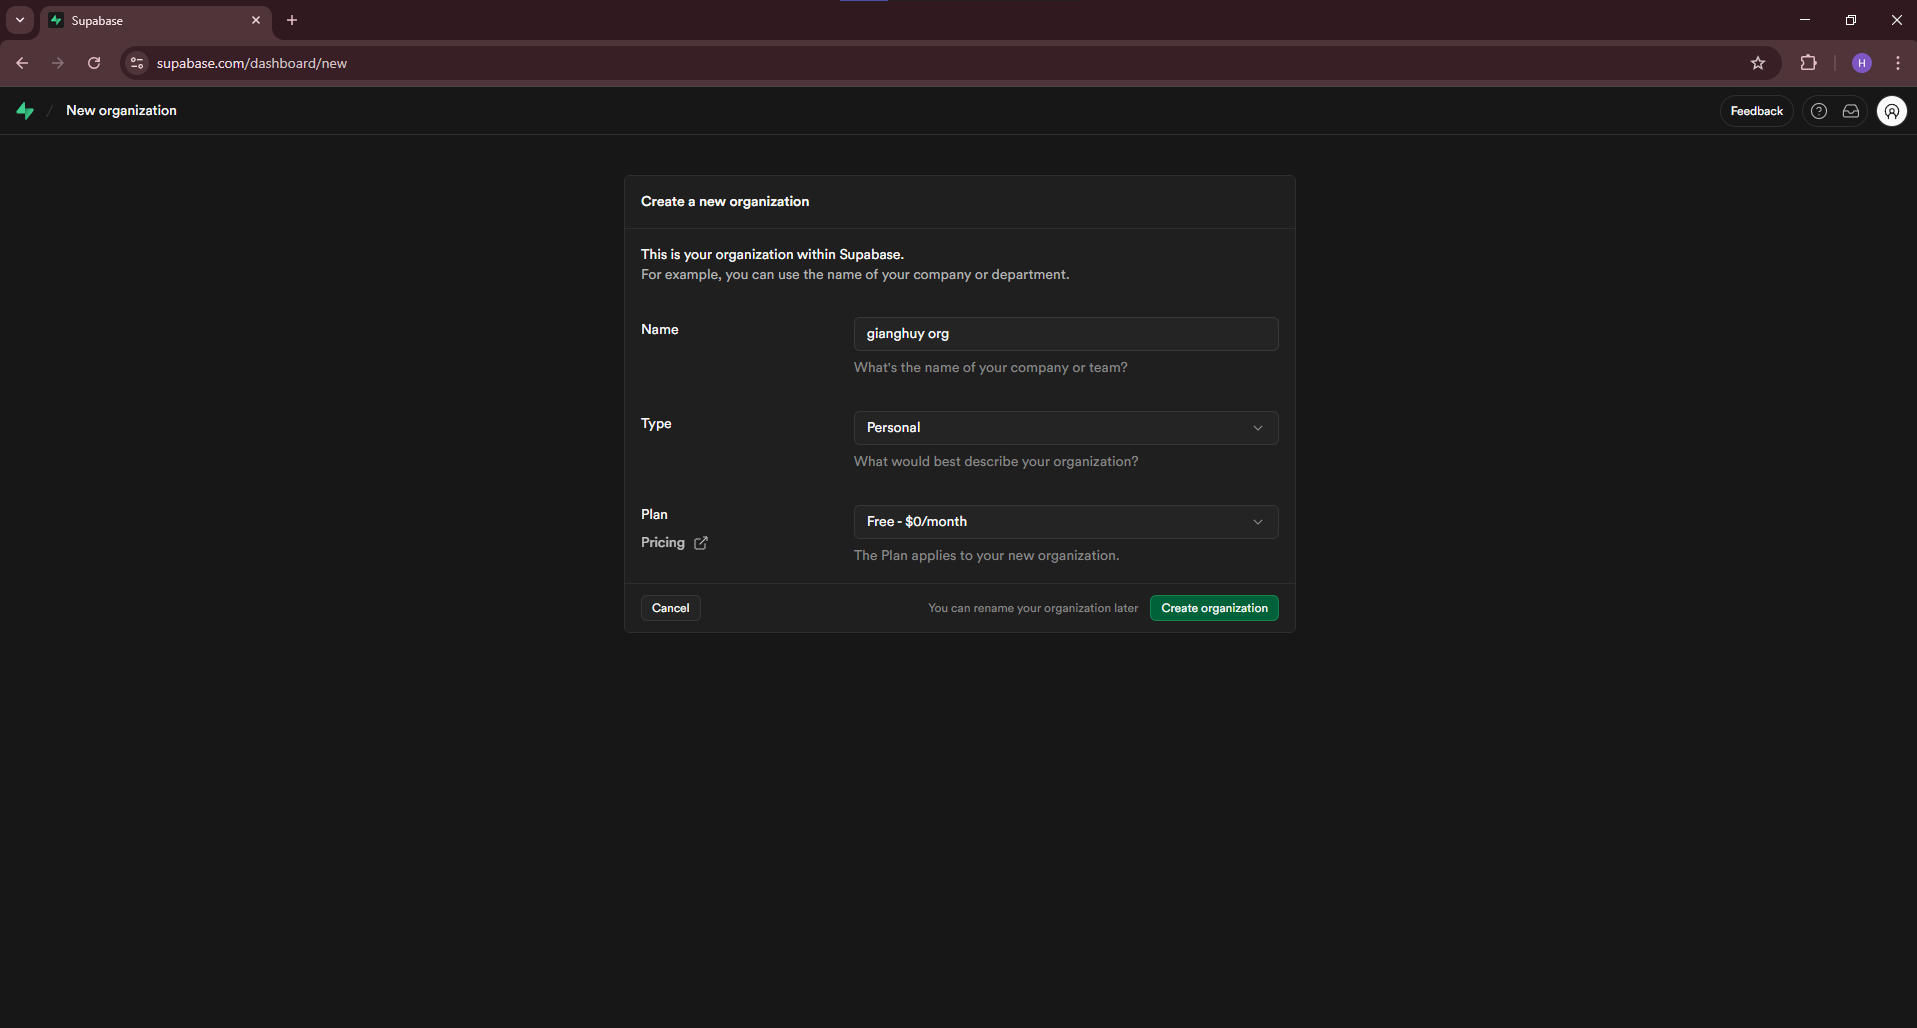 Supabase
supabase.com/dashboard/new
H
/ New organization
Feedback
Create a new organization
This is your organization within Supabase.
For example, you can use the name of your company or department.
Name
gianghuy org
What's the name of your company or team?
Type
Personal
What would best describe your organization?
Plan
Pricing
Free - $0/month
The Plan applies to your new organization.
Cancel
You can rename your organization later
Create organization